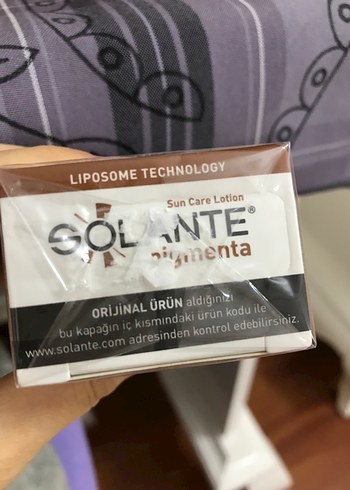 LIPOSOME TECHNOLOGY
Sun Care Lotion
SOLANTE®
pigmenta
ORİJİNAL ÜRÜN aldığınızı
bu kapağın iç kısmındaki ürün kodu ile
www.solante.com adresinden kontrol edebilirsiniz.